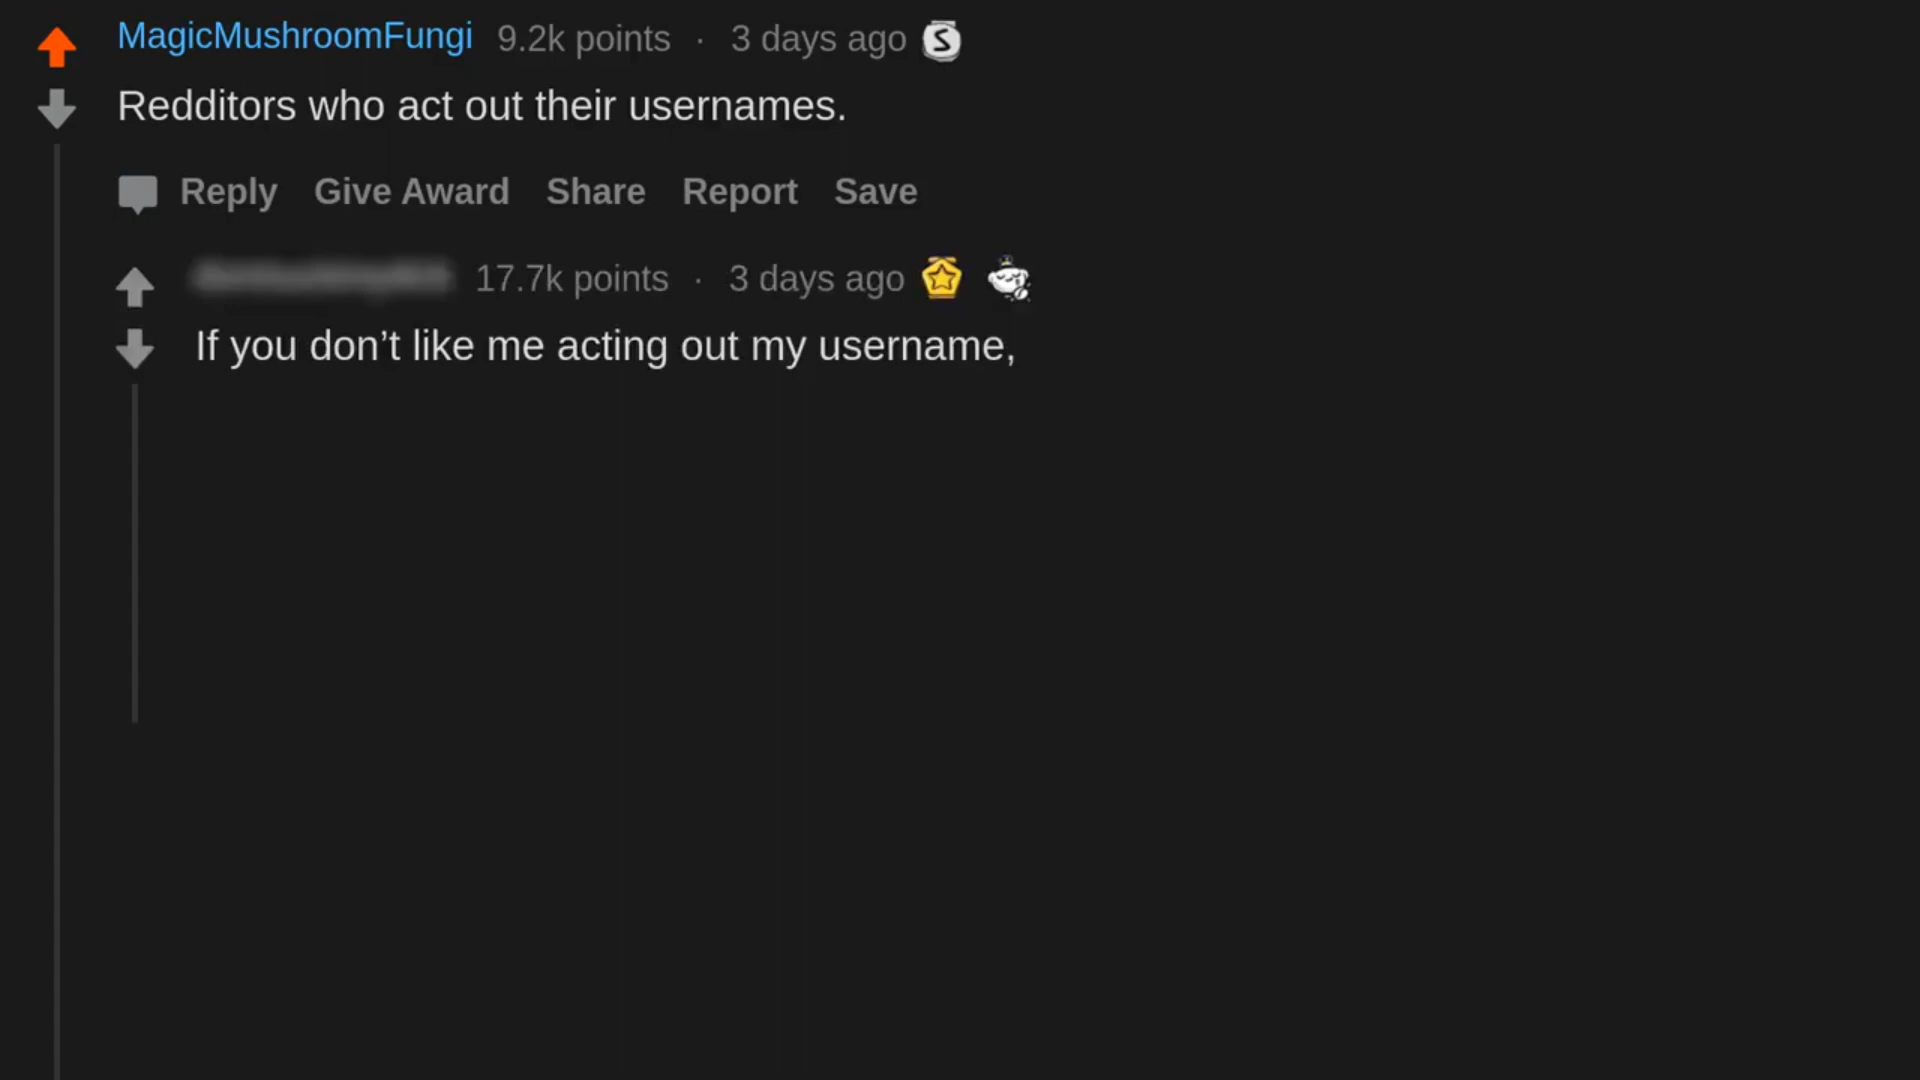 MagicMushroomFungi 9.2k points · 3 days ago S
Redditors who act out their usernames.
Reply Give Award Share Report Save
17.7k points · 3 days ago
If you don’t like me acting out my username,